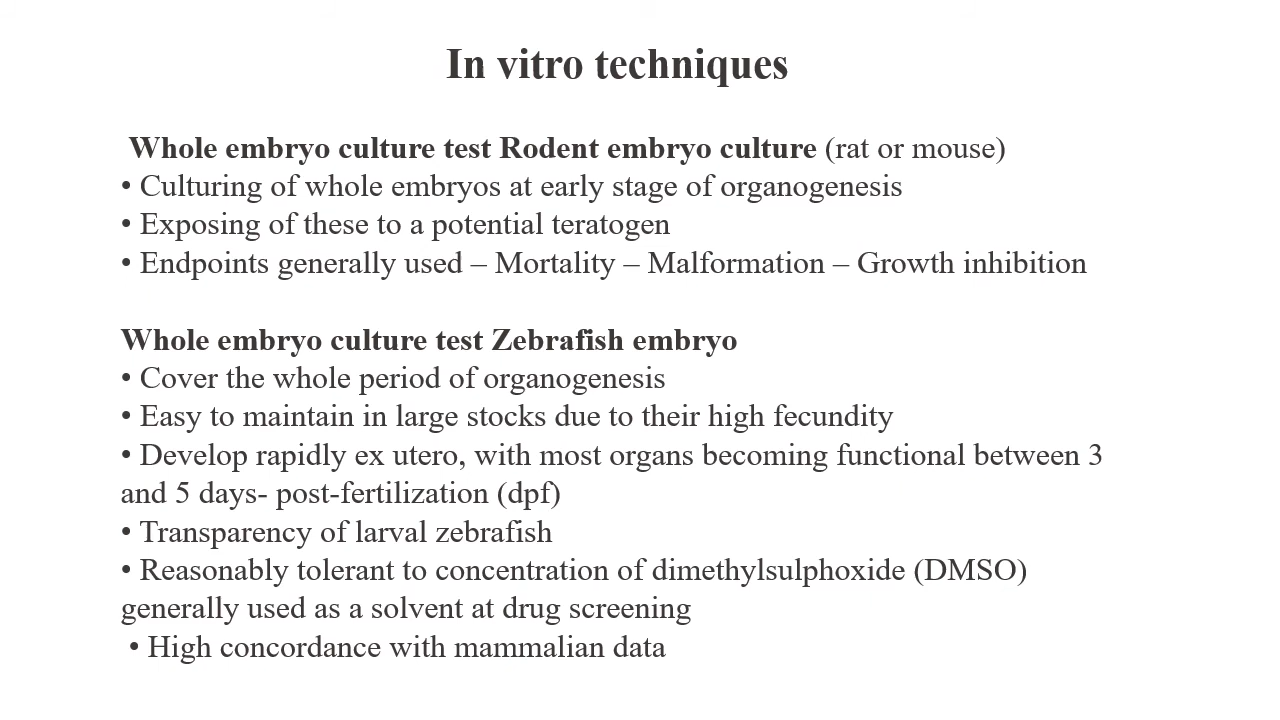 In vitro techniques
Whole embryo culture test Rodent embryo culture (rat or mouse)
• Culturing of whole embryos at early stage of organogenesis
• Exposing of these to a potential teratogen
• Endpoints generally used – Mortality – Malformation – Growth inhibition
Whole embryo culture test Zebrafish embryo
• Cover the whole period of organogenesis
• Easy to maintain in large stocks due to their high fecundity
• Develop rapidly ex utero, with most organs becoming functional between 3
and 5 days- post-fertilization (dpf)
• Transparency of larval zebrafish
• Reasonably tolerant to concentration of dimethylsulphoxide (DMSO)
generally used as a solvent at drug screening
• High concordance with mammalian data